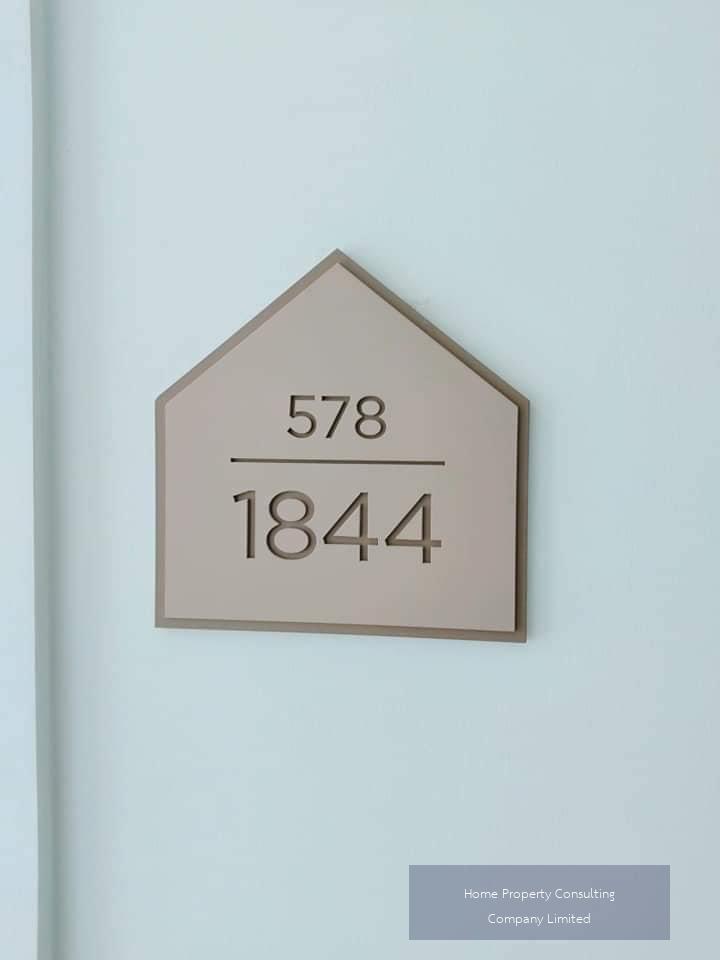 578
1844
Home Property Consulting
Company Limited